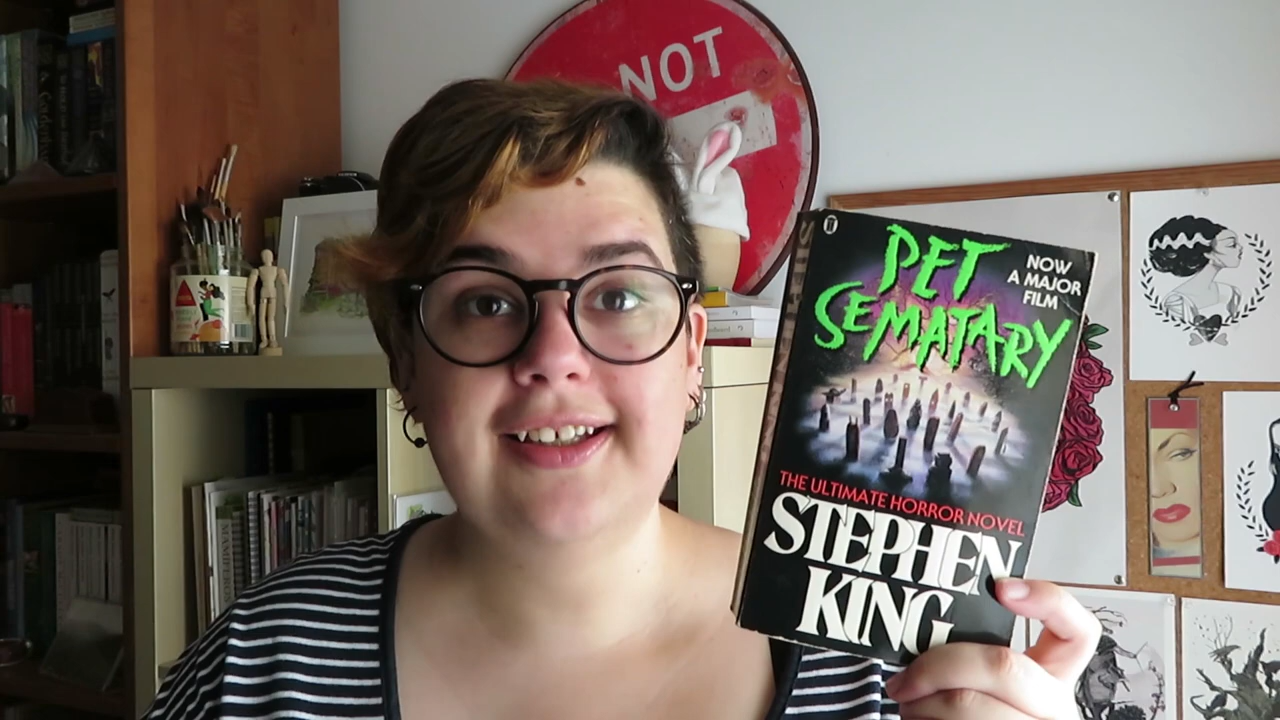 NOT
PET
SEMATARY
NOW
A MAJOR
FILM
THE ULTIMATE HORROR NOVEL
STEPHEN
KING